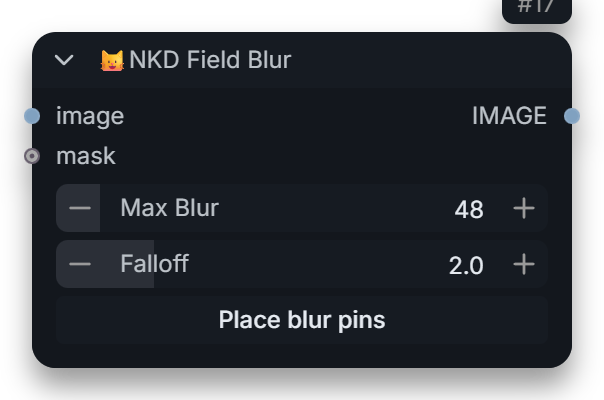 #17
NKD Field Blur
image IMAGE
mask
Max Blur 48
Falloff 2.0
Place blur pins